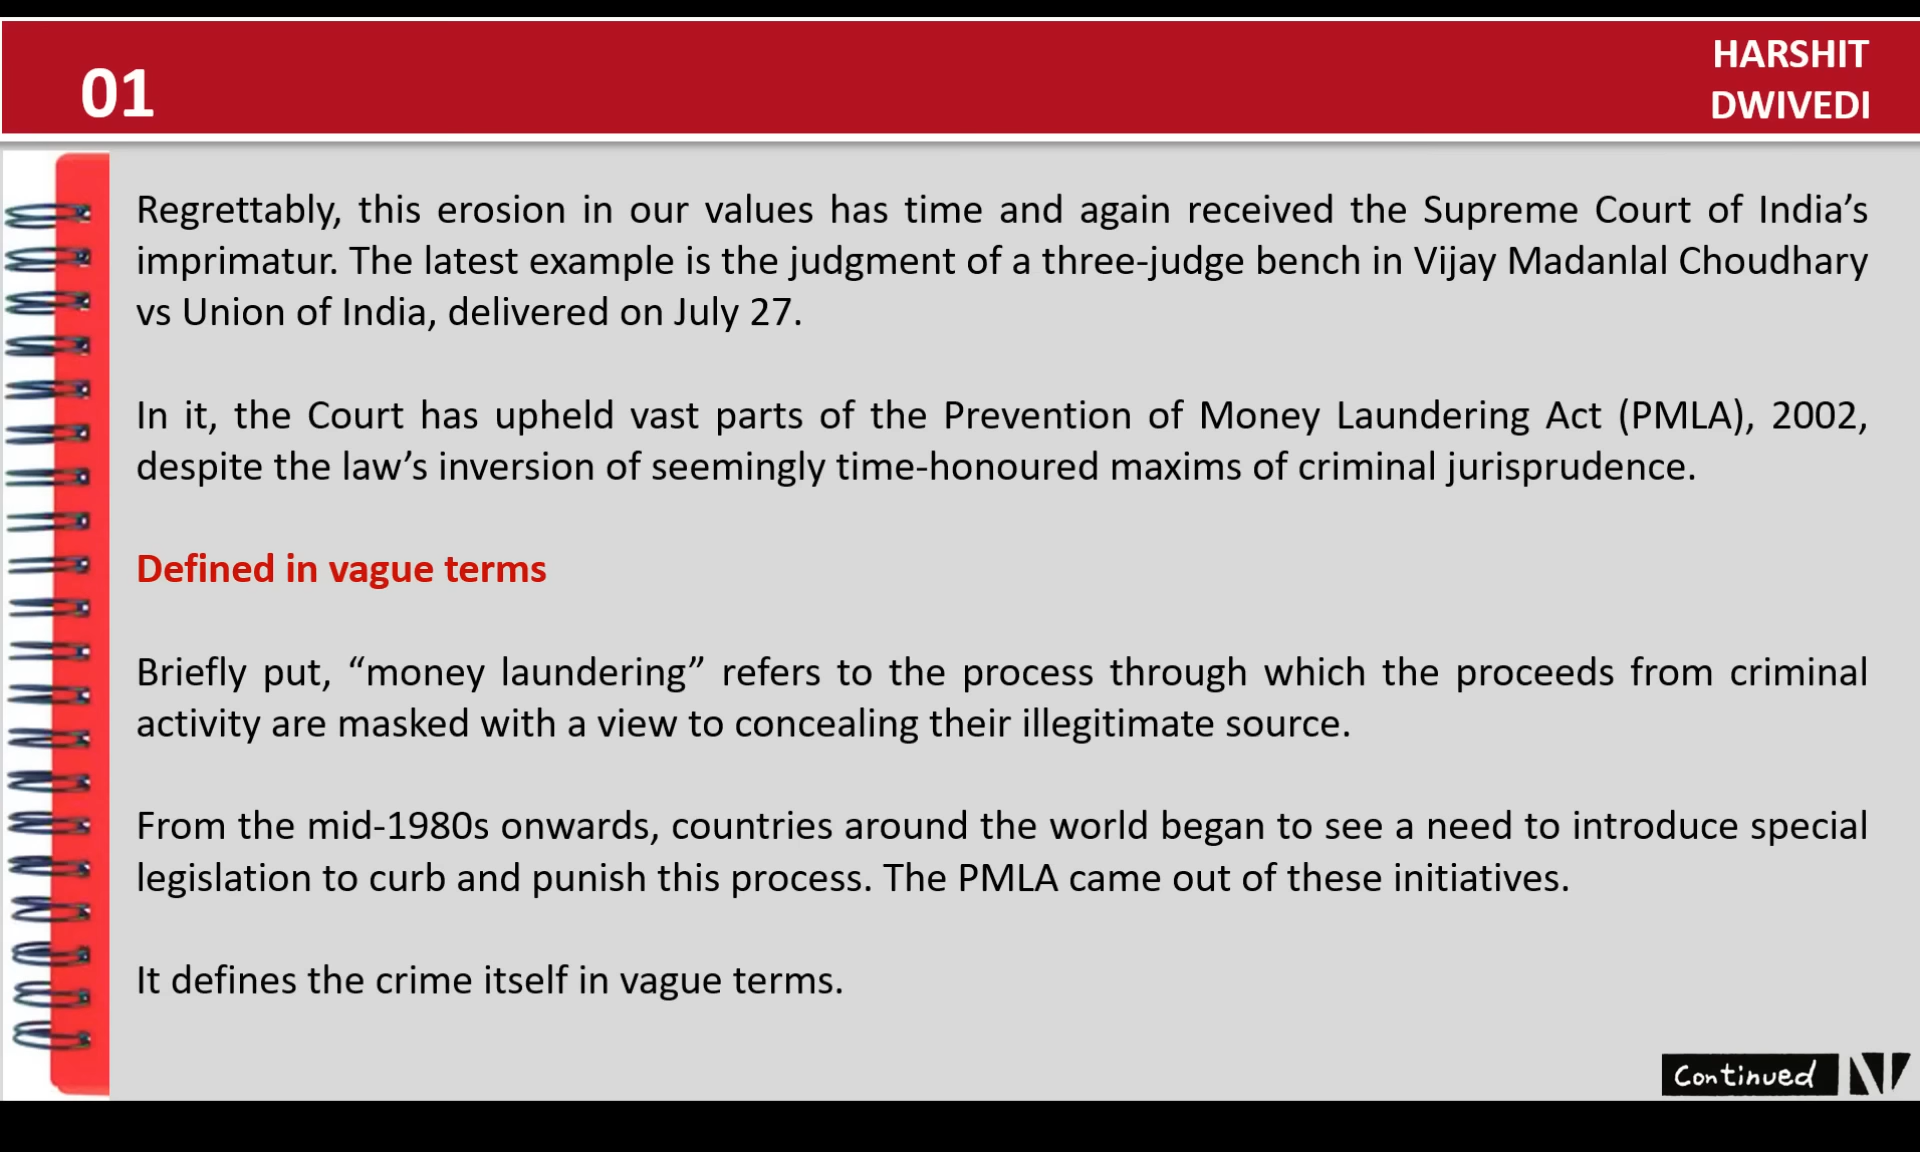 01
HARSHIT
DWIVEDI
Regrettably, this erosion in our values has time and again received the Supreme Court of India’s
imprimatur. The latest example is the judgment of a three-judge bench in Vijay Madanlal Choudhary
vs Union of India, delivered on July 27.
In it, the Court has upheld vast parts of the Prevention of Money Laundering Act (PMLA), 2002,
despite the law’s inversion of seemingly time-honoured maxims of criminal jurisprudence.
Defined in vague terms
Briefly put, “money laundering” refers to the process through which the proceeds from criminal
activity are masked with a view to concealing their illegitimate source.
From the mid-1980s onwards, countries around the world began to see a need to introduce special
legislation to curb and punish this process. The PMLA came out of these initiatives.
It defines the crime itself in vague terms.
Continued